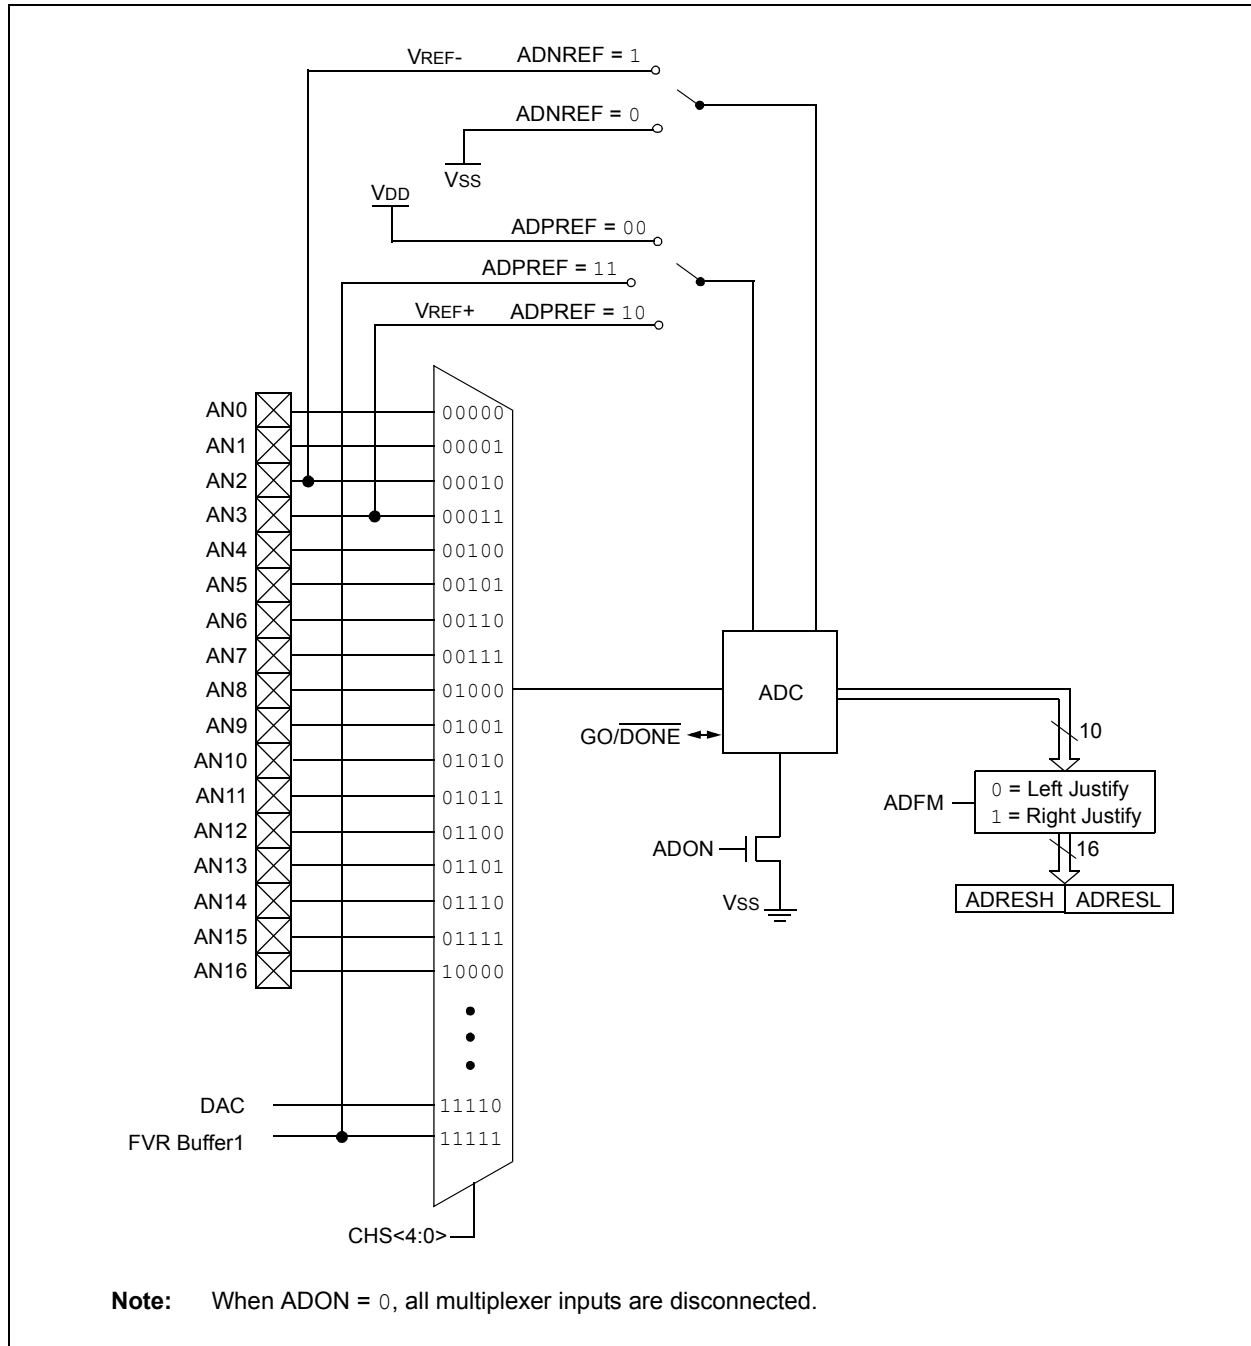 VREF- ADNREF = 1
ADNREF = 0
VSS
VDD
ADPREF = 00
ADPREF = 11
VREF+ ADPREF = 10
AN0 00000
AN1 00001
AN2 00010
AN3 00011
AN4 00100
AN5 00101
AN6 00110
AN7 00111
AN8 01000
AN9 01001
AN10 01010
AN11 01011
AN12 01100
AN13 01101
AN14 01110
AN15 01111
AN16 10000
DAC 11110
FVR Buffer1 11111
CHS<4:0>
ADC
GO/DONE
ADON
VSS
10
ADFM
0 = Left Justify
1 = Right Justify
16
ADRESH ADRESL
Note: When ADON = 0, all multiplexer inputs are disconnected.